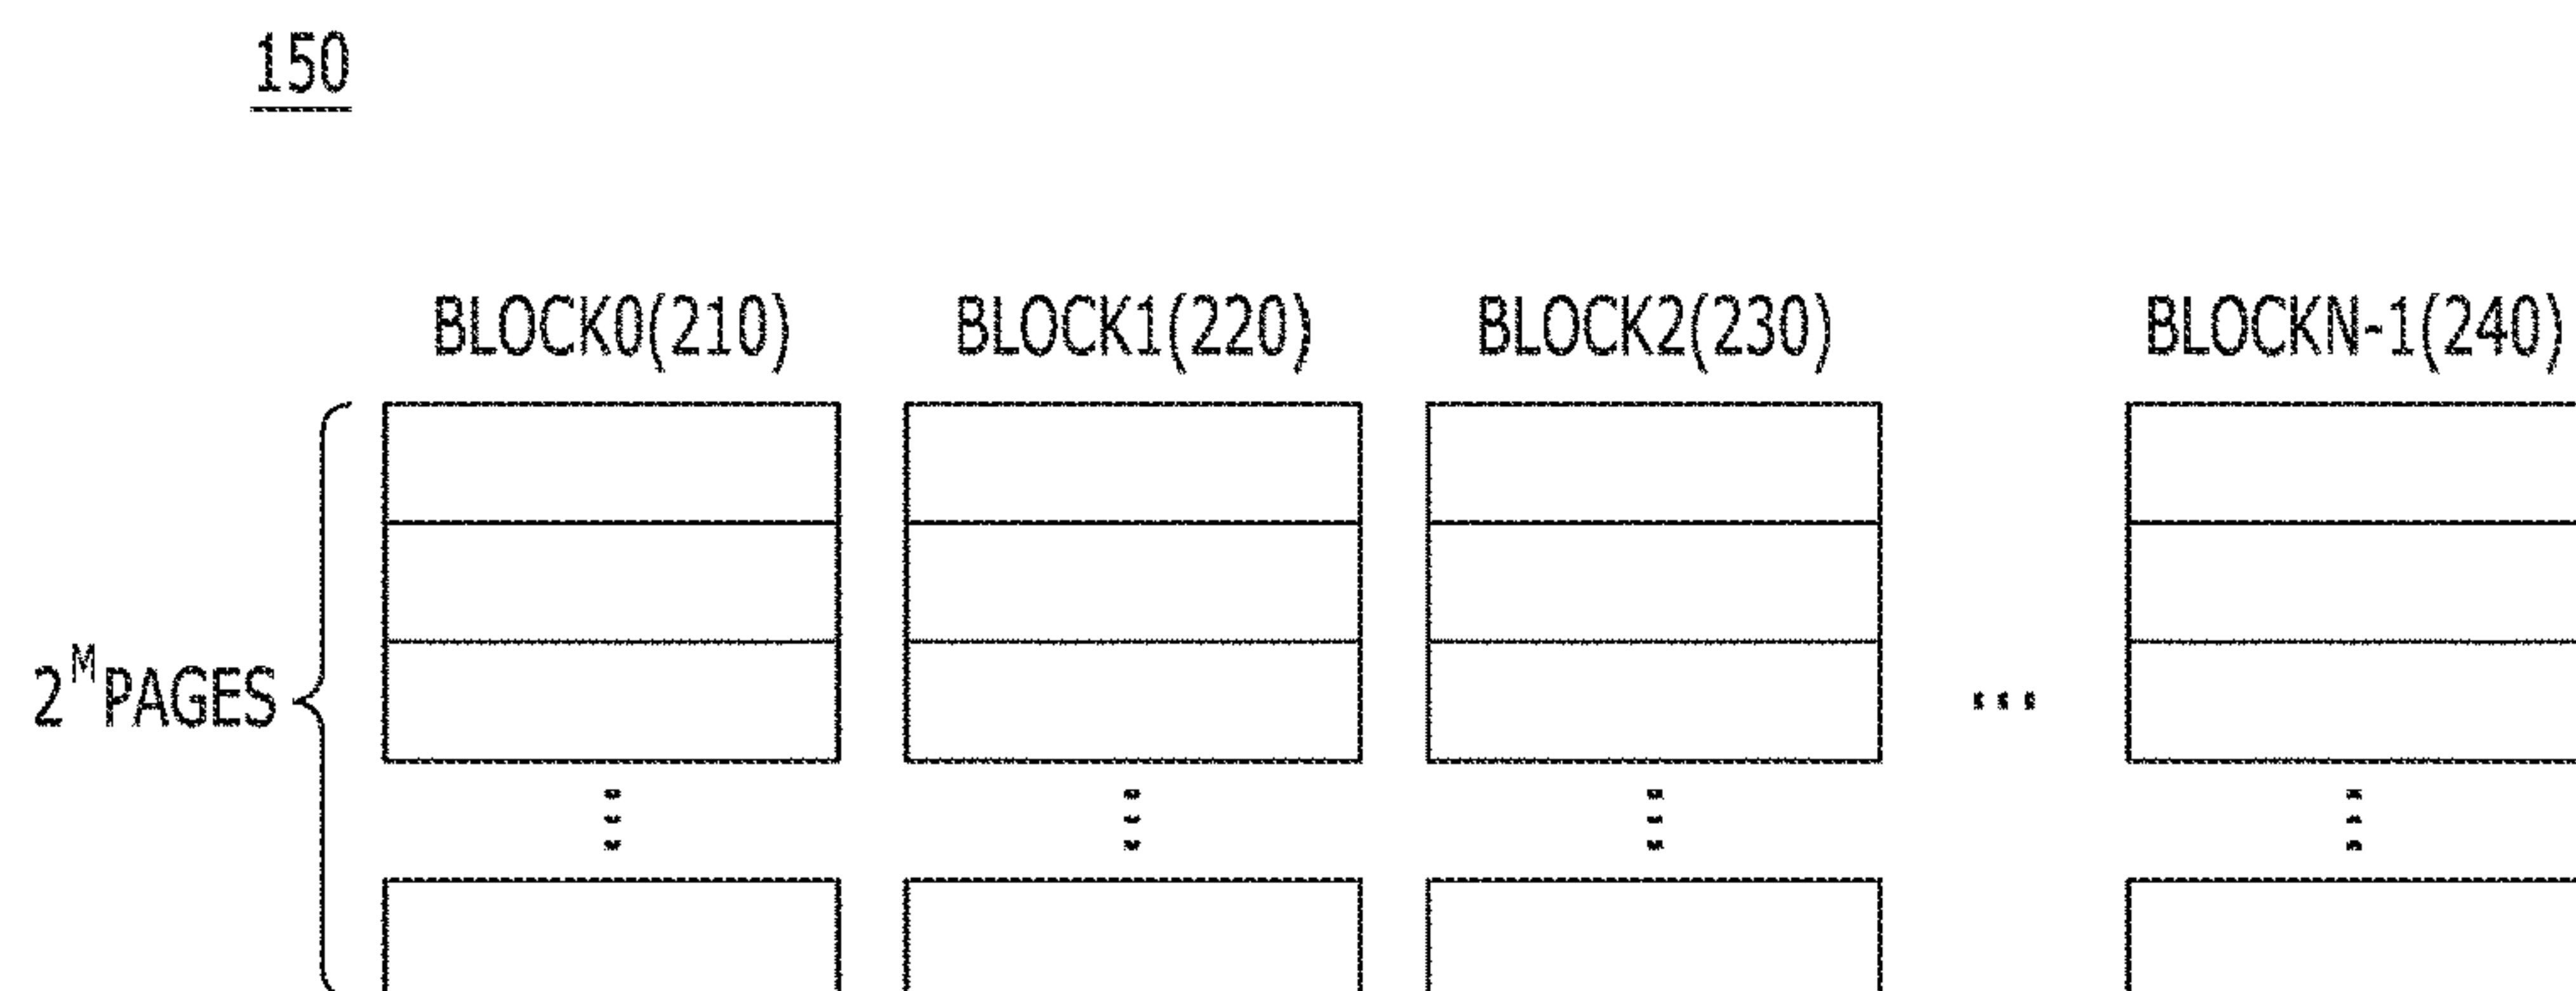 150
BLOCK0(210) BLOCK1(220) BLOCK2(230) BLOCKN-1(240)
2^M PAGES
...